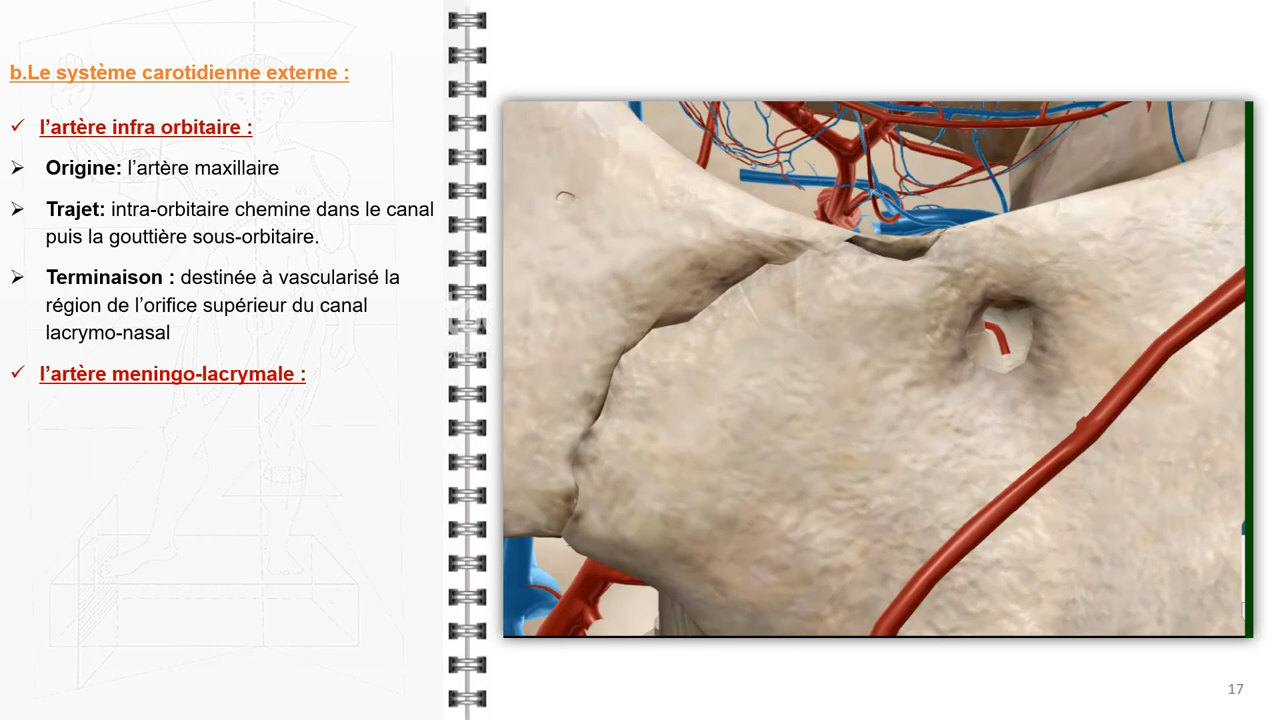 b.Le système carotidienne externe :
l’artère infra orbitaire :
Origine: l’artère maxillaire
Trajet: intra-orbitaire chemine dans le canal
puis la gouttière sous-orbitaire.
Terminaison : destinée à vascularisé la
région de l’orifice supérieur du canal
lacrymo-nasal
l’artère meningo-lacrymale :
17